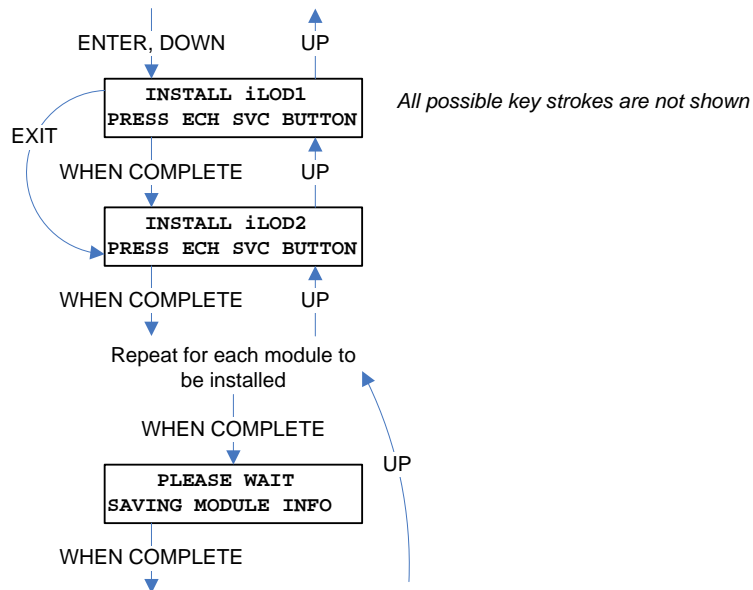 ENTER, DOWN
UP
INSTALL iLOD1
PRESS ECH SVC BUTTON
All possible key strokes are not shown
EXIT
WHEN COMPLETE
UP
INSTALL iLOD2
PRESS ECH SVC BUTTON
WHEN COMPLETE
UP
Repeat for each module to
be installed
WHEN COMPLETE
UP
PLEASE WAIT
SAVING MODULE INFO
WHEN COMPLETE